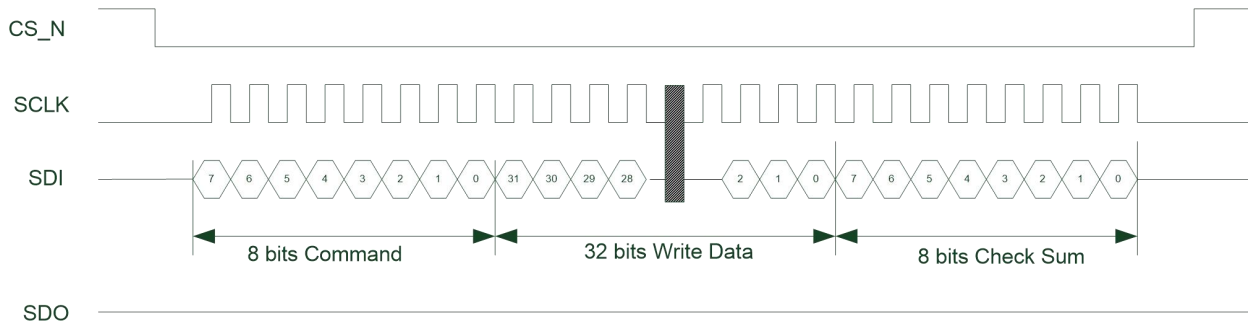 CS_N
SCLK
SDI
7 6 5 4 3 2 1 0 31 30 29 28 2 1 0 7 6 5 4 3 2 1 0
8 bits Command 32 bits Write Data 8 bits Check Sum
SDO